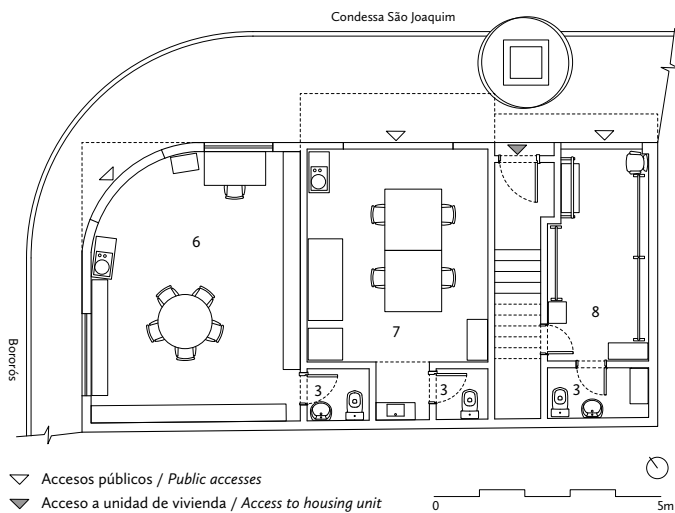 Condessa São Joaquim
6
7
8
3
3
3
Bororós
Accesos públicos / Public accesses
Acceso a unidad de vivienda / Access to housing unit
0 5m